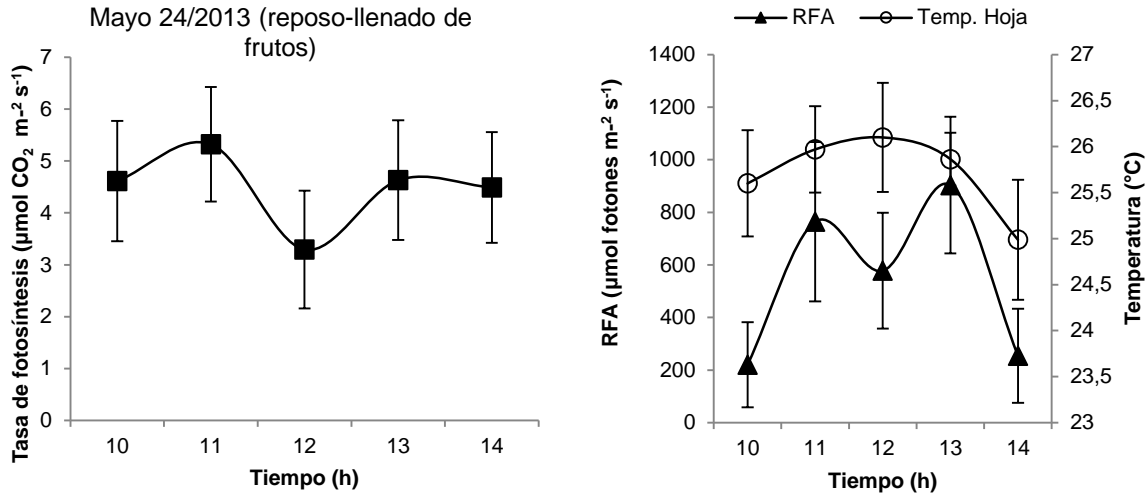 Mayo 24/2013 (reposo-llenado de
frutos)
Tasa de fotosíntesis (µmol CO₂ m-² s⁻¹)
7
6
5
4
3
2
1
0
10 11 12 13 14
Tiempo (h)
RFA Temp. Hoja
RFA (µmol fotones m-² s⁻¹)
1400
1200
1000
800
600
400
200
0
27
26,5
26
25,5
25
24,5
24
23,5
23
Temperatura (°C)
10 11 12 13 14
Tiempo (h)